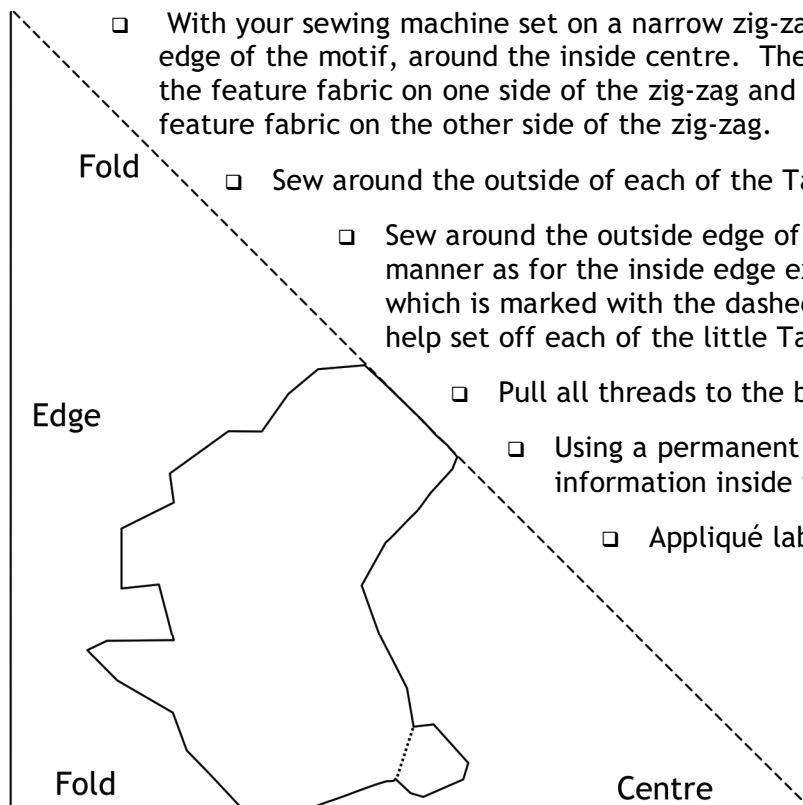 ❑ With your sewing machine set on a narrow zig-za
edge of the motif, around the inside centre. The
the feature fabric on one side of the zig-zag and
feature fabric on the other side of the zig-zag.
Fold
❑ Sew around the outside of each of the Ta
❑ Sew around the outside edge of
manner as for the inside edge ex
which is marked with the dashed
help set off each of the little Ta
❑ Pull all threads to the b
Edge
❑ Using a permanent
information inside
❑ Appliqué lab
Fold
Centre